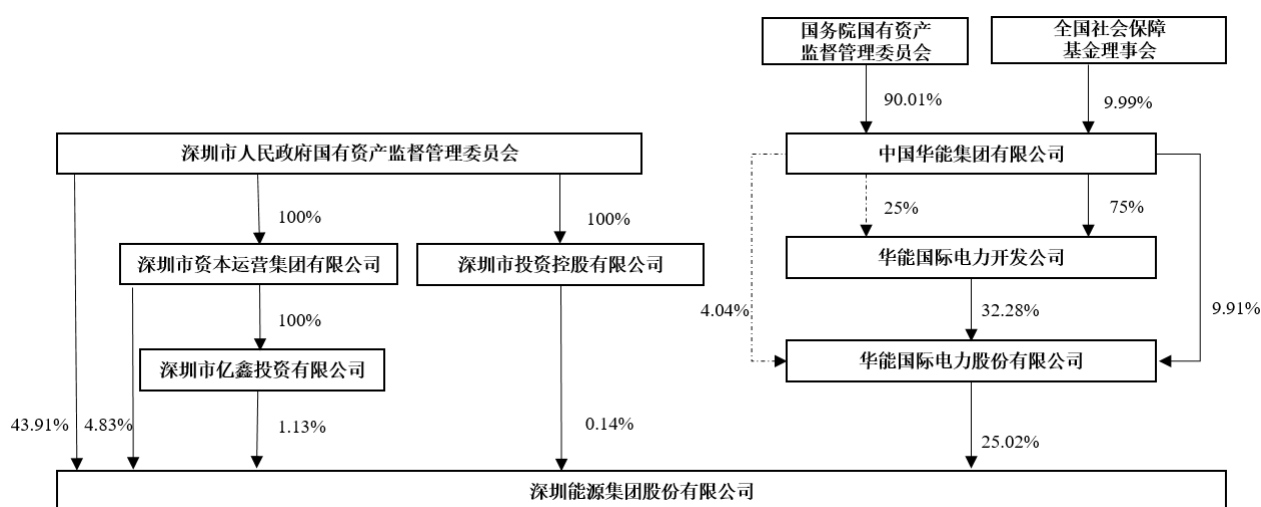 国务院国有资产
监督管理委员会
全国社会保障
基金理事会
90.01%
9.99%
深圳市人民政府国有资产监督管理委员会
中国华能集团有限公司
100%
100%
25%
75%
深圳市资本运营集团有限公司
深圳市投资控股有限公司
华能国际电力开发公司
100%
4.04%
32.28%
9.91%
深圳市亿鑫投资有限公司
华能国际电力股份有限公司
43.91%
4.83%
1.13%
0.14%
25.02%
深圳能源集团股份有限公司